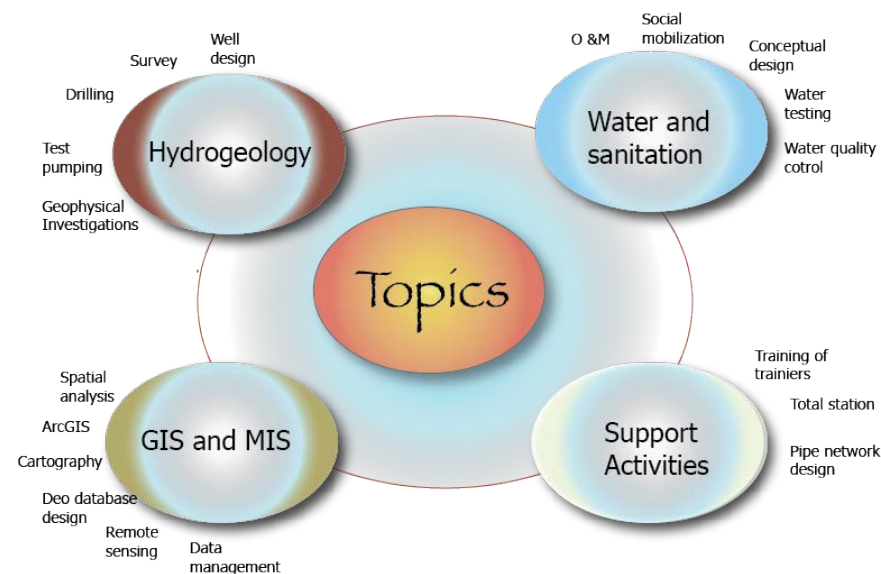 Well
design
Survey
Drilling
Test
pumping
Geophysical
Investigations
Hydrogeology
Social
mobilization
O &M
Conceptual
design
Water
testing
Water quality
cotrol
Water and
sanitation
Topics
Spatial
analysis
ArcGIS
Cartography
Deo database
design
Remote
sensing
Data
management
GIS and MIS
Training of
trainiers
Total station
Pipe network
design
Support
Activities